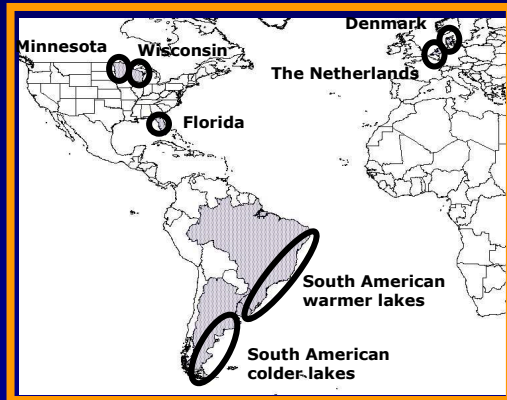 Denmark
Minnesota
Wisconsin
The Netherlands
Florida
South American
warmer lakes
South American
colder lakes